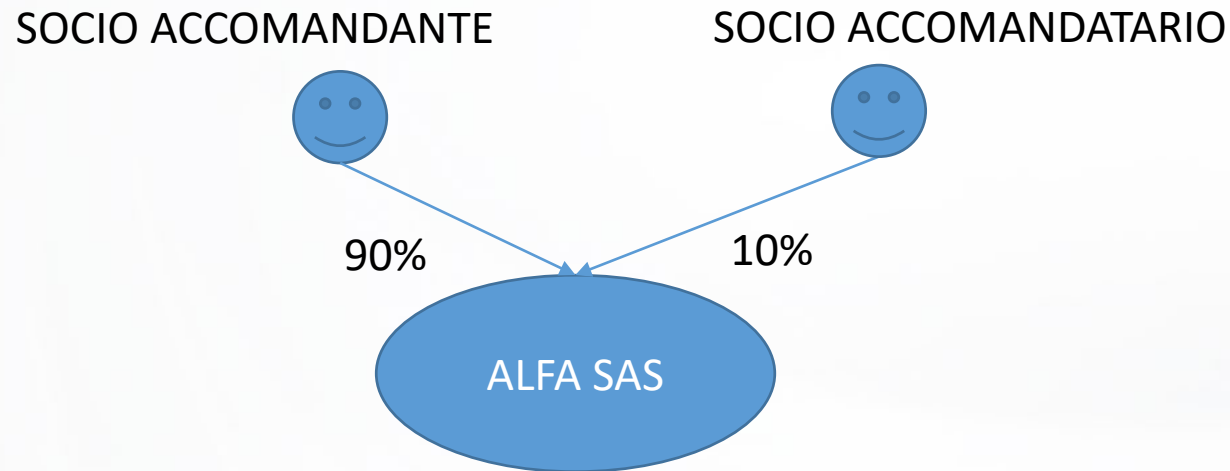 SOCIO ACCOMANDANTE
SOCIO ACCOMANDATARIO
90%
10%
ALFA SAS